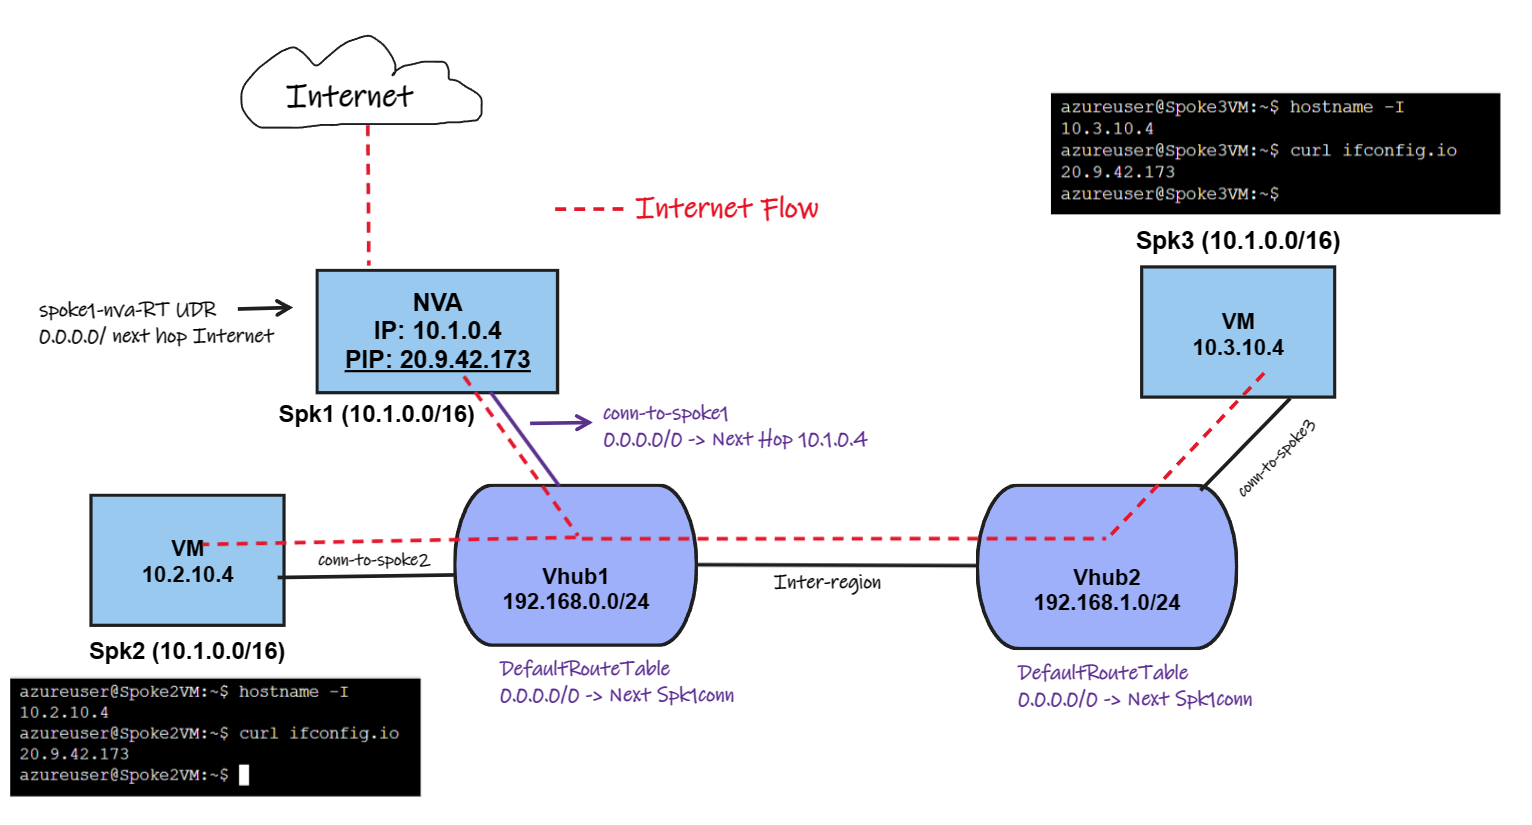 Internet
Internet Flow
azureuser@Spoke3VM:~$ hostname -I
10.3.10.4
azureuser@Spoke3VM:~$ curl ifconfig.io
20.9.42.173
azureuser@Spoke3VM:~$
Spk3 (10.1.0.0/16)
VM
10.3.10.4
conn-to-spoke3
spoke1-nva-RT UDR
0.0.0.0/ next hop Internet
NVA
IP: 10.1.0.4
PIP: 20.9.42.173
Spk1 (10.1.0.0/16)
conn-to-spoke1
0.0.0.0/0 -> Next Hop 10.1.0.4
VM
10.2.10.4
conn-to-spoke2
Spk2 (10.1.0.0/16)
Vhub1
192.168.0.0/24
Inter-region
Vhub2
192.168.1.0/24
DefaultRouteTable
0.0.0.0/0 -> Next Spk1conn
DefaultRouteTable
0.0.0.0/0 -> Next Spk1conn
azureuser@Spoke2VM:~$ hostname -I
10.2.10.4
azureuser@Spoke2VM:~$ curl ifconfig.io
20.9.42.173
azureuser@Spoke2VM:~$